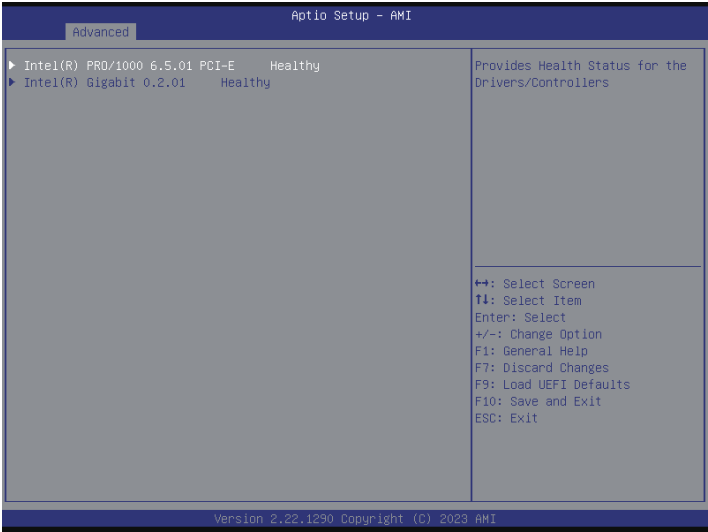 Aptio Setup – AMI
Advanced
Intel(R) PRO/1000 6.5.01 PCI-E Healthy
Intel(R) Gigabit 0.2.01 Healthy
Provides Health Status for the
Drivers/Controllers
↔: Select Screen
↑↓: Select Item
Enter: Select
+/-: Change Option
F1: General Help
F7: Discard Changes
F9: Load UEFI Defaults
F10: Save and Exit
ESC: Exit
Version 2.22.1290 Copyright (C) 2023 AMI